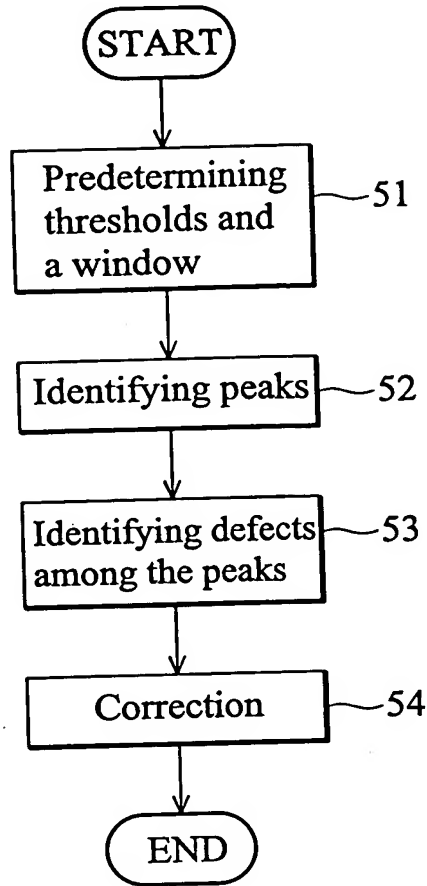 START
Predetermining
thresholds and
a window
51
Identifying peaks
52
Identifying defects
among the peaks
53
Correction
54
END